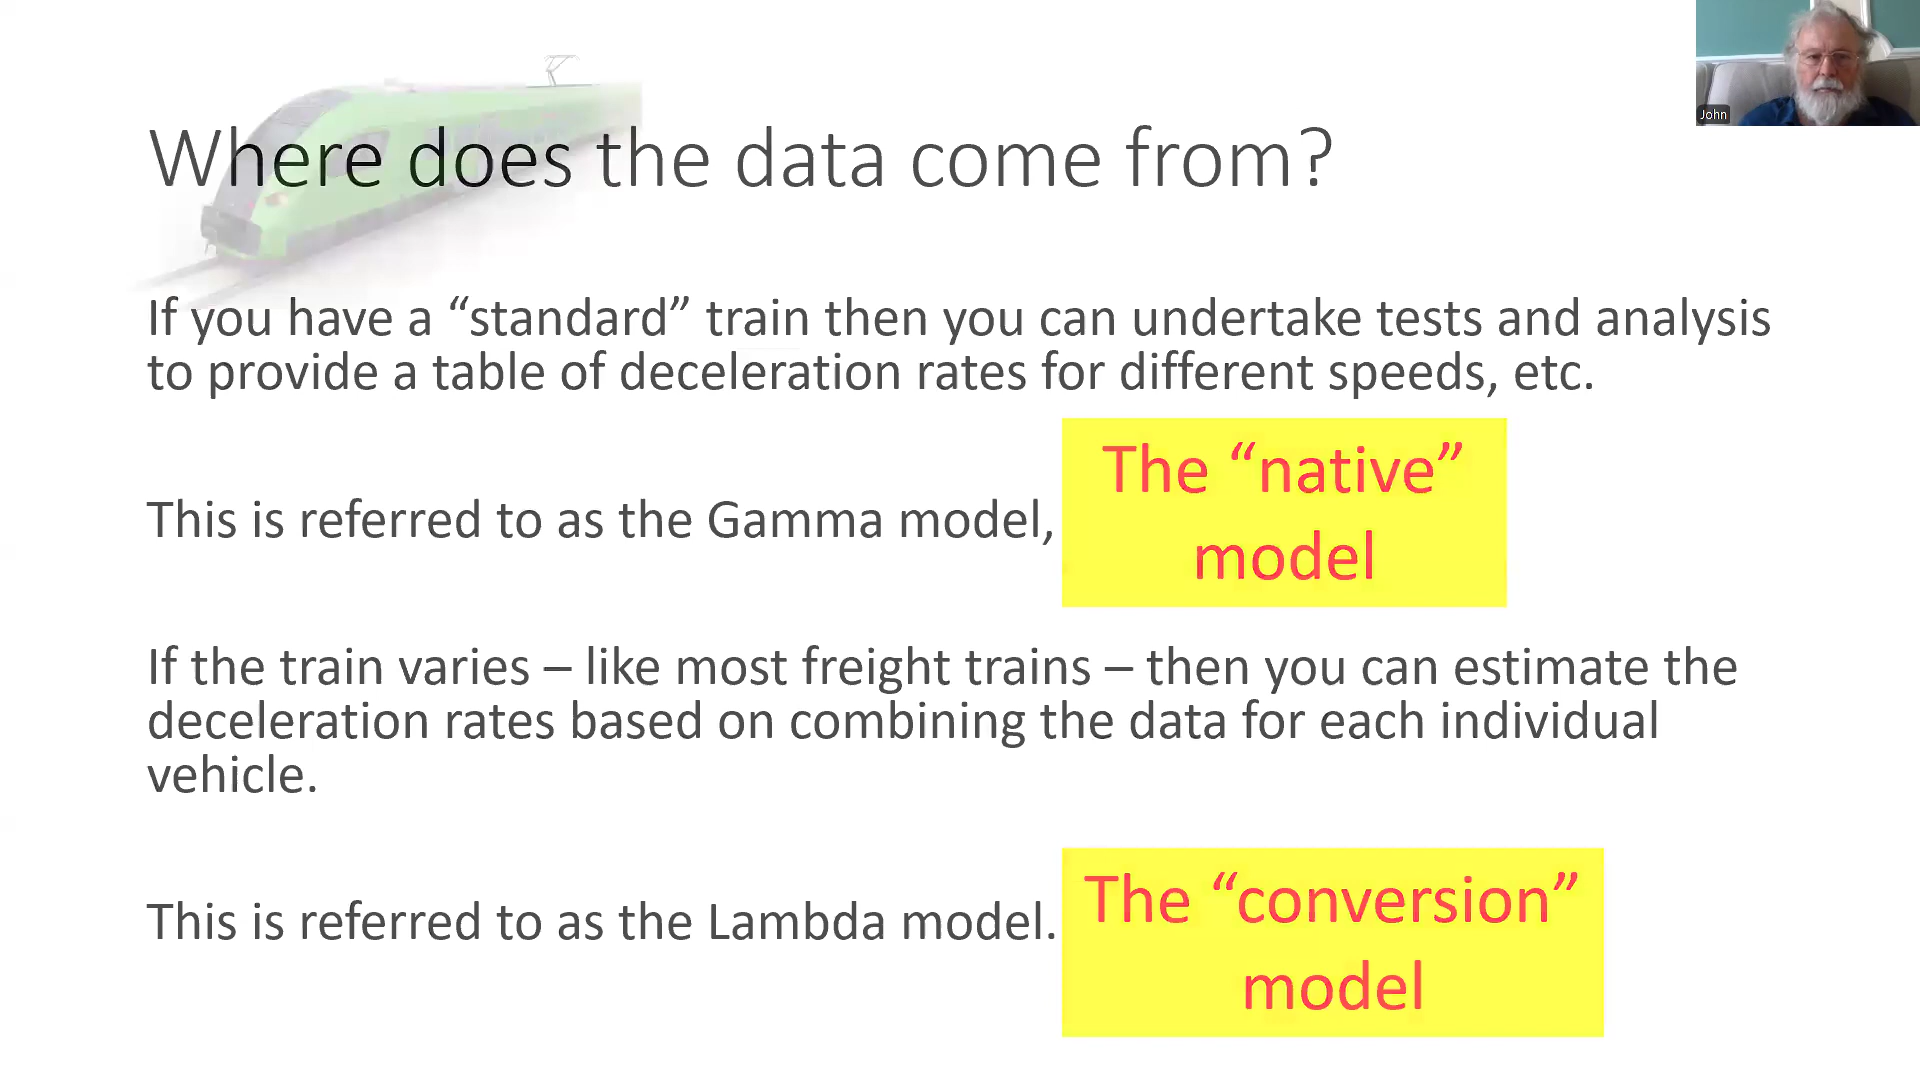 John
Where does the data come from?
If you have a “standard” train then you can undertake tests and analysis
to provide a table of deceleration rates for different speeds, etc.
This is referred to as the Gamma model,
The “native”
model
If the train varies – like most freight trains – then you can estimate the
deceleration rates based on combining the data for each individual
vehicle.
This is referred to as the Lambda model.
The “conversion”
model